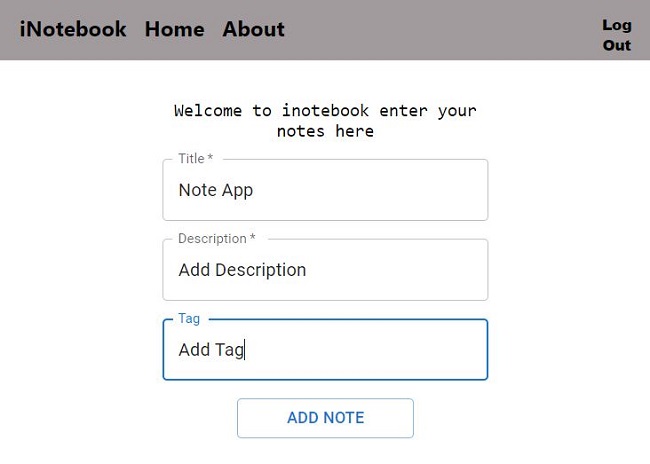 iNotebook Home About Log Out
Welcome to inotebook enter your
notes here
Title *
Note App
Description *
Add Description
Tag
Add Tag
ADD NOTE